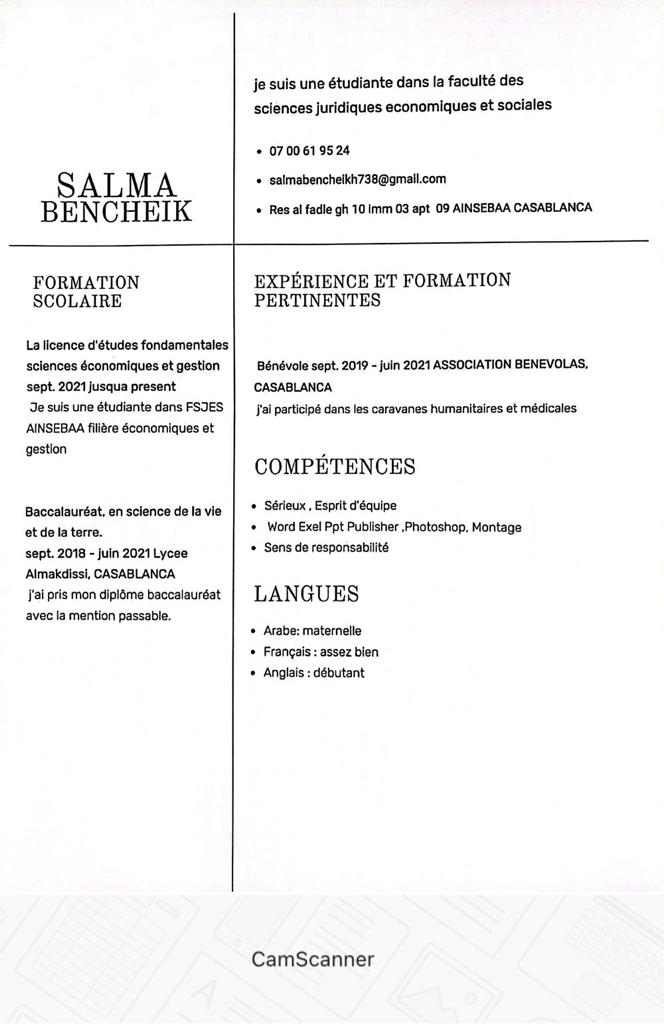 je suis une étudiante dans la faculté des
sciences juridiques economiques et sociales
• 07 00 61 95 24
• salmabencheikh738@gmail.com
• Res al fadle gh 10 imm 03 apt 09 AINSEBAA CASABLANCA
SALMA
BENCHEIK
FORMATION
SCOLAIRE
La licence d'études fondamentales
sciences économiques et gestion
sept. 2021 jusqua present
Je suis une étudiante dans FSJES
AINSEBAA filière économiques et
gestion
Baccalauréat, en science de la vie
et de la terre.
sept. 2018 - juin 2021 Lycee
Almakdissi, CASABLANCA
j'ai pris mon diplôme baccalauréat
avec la mention passable.
EXPÉRIENCE ET FORMATION
PERTINENTES
Bénévole sept. 2019 - juin 2021 ASSOCIATION BENEVOLAS,
CASABLANCA
j'ai participé dans les caravanes humanitaires et médicales
COMPÉTENCES
• Sérieux , Esprit d'équipe
• Word Exel Ppt Publisher ,Photoshop, Montage
• Sens de responsabilité
LANGUES
• Arabe: maternelle
• Français : assez bien
• Anglais : débutant
CamScanner